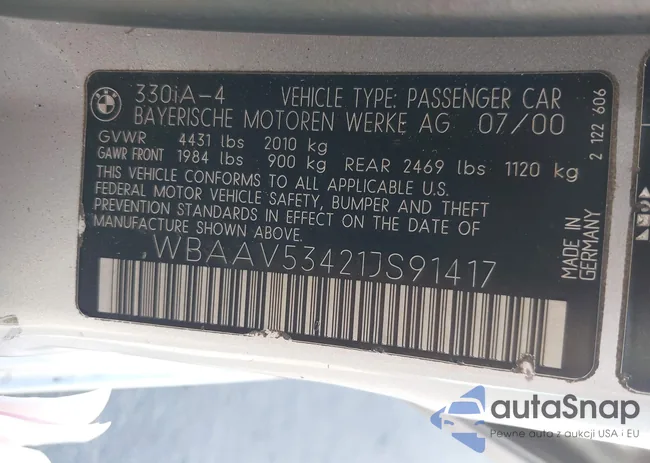 330iA-4 VEHICLE TYPE: PASSENGER CAR
BAYERISCHE MOTOREN WERKE AG 07/00
GVWR 4431 lbs 2010 kg
GAWR FRONT 1984 lbs 900 kg REAR 2469 lbs 1120 kg
THIS VEHICLE CONFORMS TO ALL APPLICABLE U.S.
FEDERAL MOTOR VEHICLE SAFETY, BUMPER AND THEFT
PREVENTION STANDARDS IN EFFECT ON THE DATE OF
MANUFACTURE SHOWN ABOVE.
WBAAV53421JS91417
2 122 606
MADE IN
GERMANY
autaSnap
Pewne auto z aukcji USA i EU